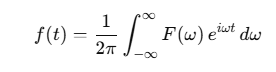 f(t) = \frac{1}{2\pi} \int_{-\infty}^{\infty} F(\omega) e^{i\omega t} d\omega